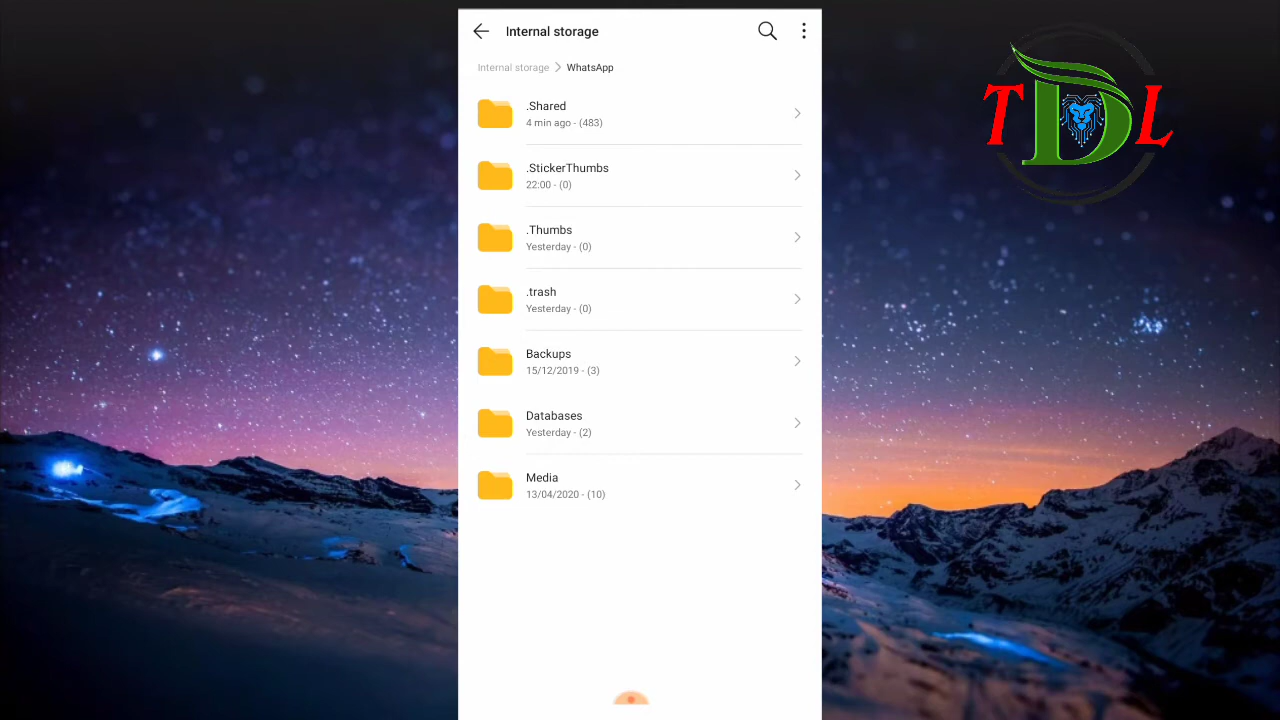 Internal storage
Internal storage > WhatsApp
.Shared
4 min ago - (483)
.StickerThumbs
22:00 - (0)
.Thumbs
Yesterday - (0)
.trash
Yesterday - (0)
Backups
15/12/2019 - (3)
Databases
Yesterday - (2)
Media
13/04/2020 - (10)
TDL